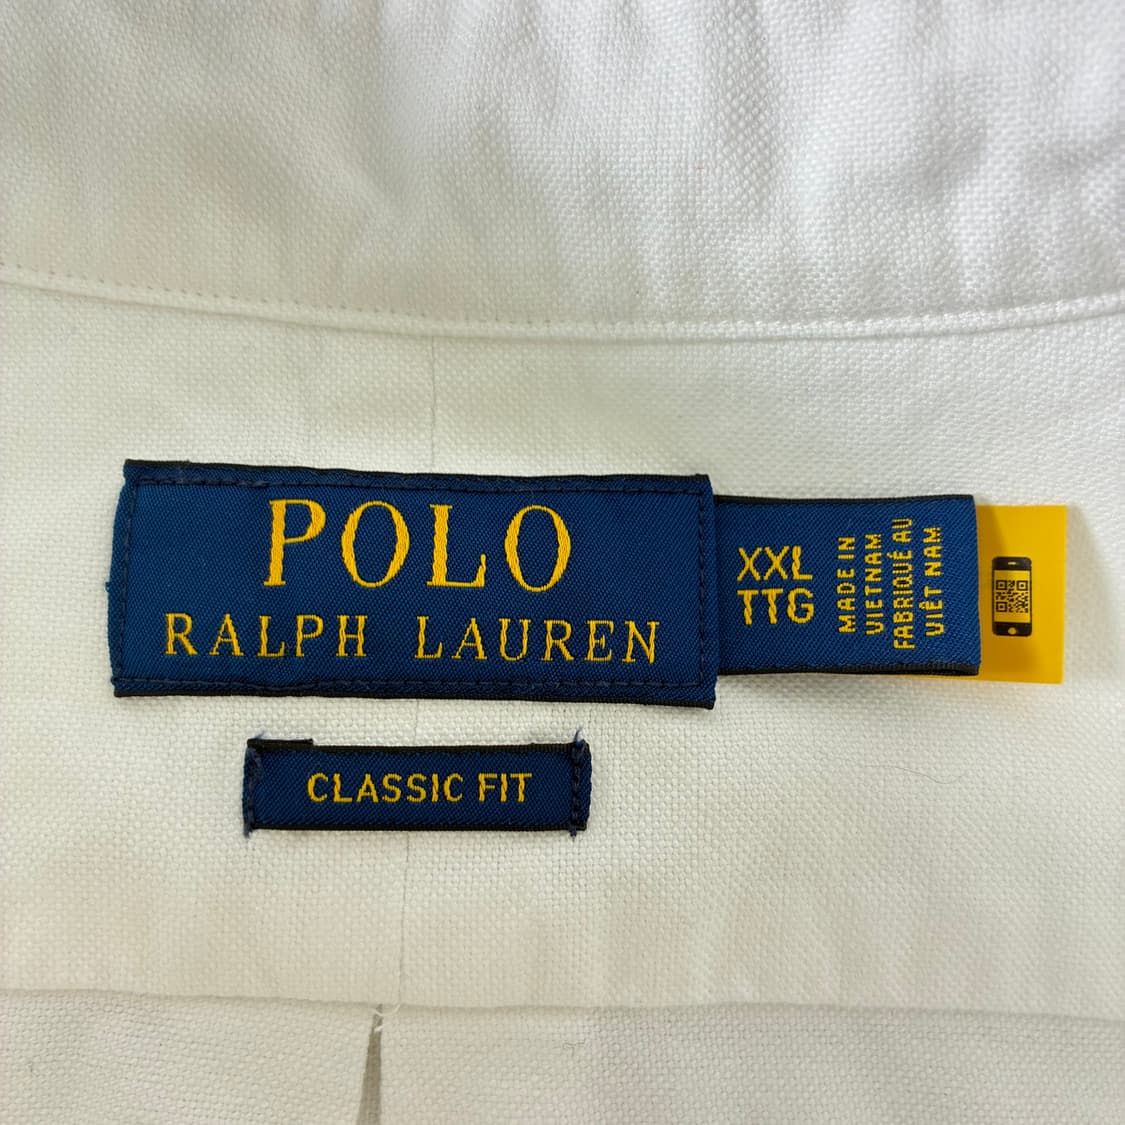 POLO
RALPH LAUREN
XXL
TTG
MADE IN
VIETNAM
FABRIQUÉ AU
VIÊT NAM
CLASSIC FIT